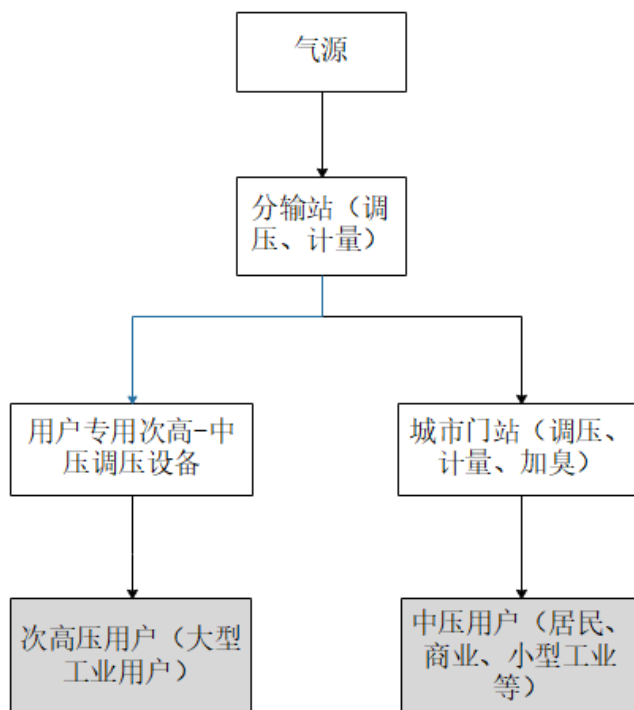 气源
分输站（调
压、计量）
用户专用次高-中
压调压设备
城市门站（调压、
计量、加臭）
次高压用户（大型
工业用户）
中压用户（居民、
商业、小型工业
等）